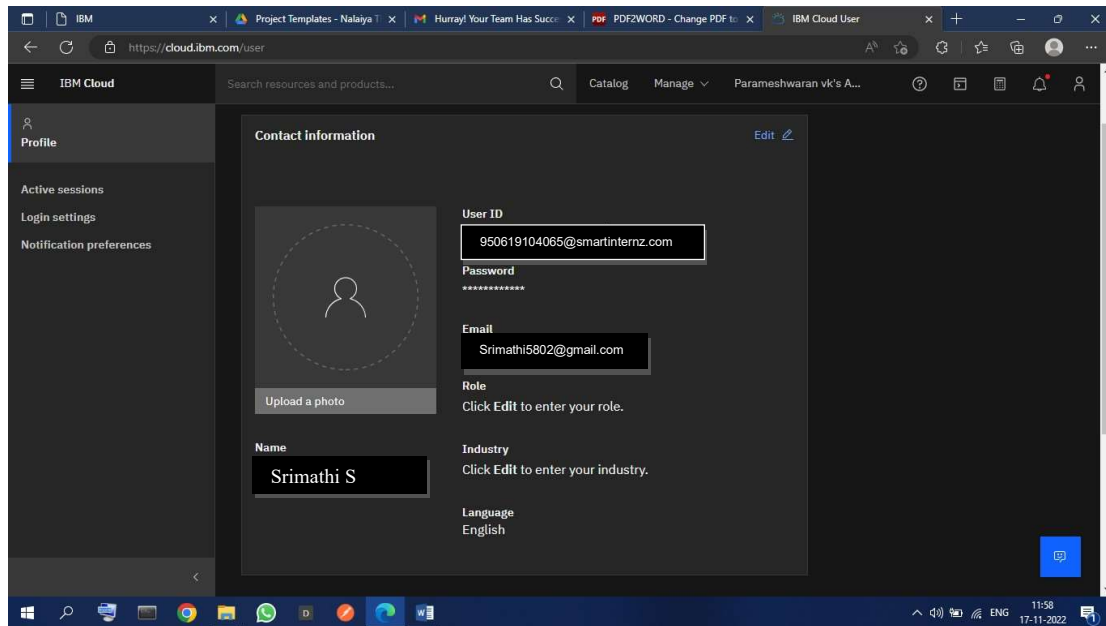 IBM
Project Templates - Nalaiya T
Hurray! Your Team Has Succe
PDF
PDF2WORD - Change PDF to
IBM Cloud User
https://cloud.ibm.com/user
IBM Cloud
Search resources and products...
Catalog
Manage
Parameshwaran vk's A...
Profile
Active sessions
Login settings
Notification preferences
Contact information
Edit
Upload a photo
Name
Srimathi S
User ID
950619104065@smartinternz.com
Password
************
Email
Srimathi5802@gmail.com
Role
Click Edit to enter your role.
Industry
Click Edit to enter your industry.
Language
English
ENG
11:58
17-11-2022